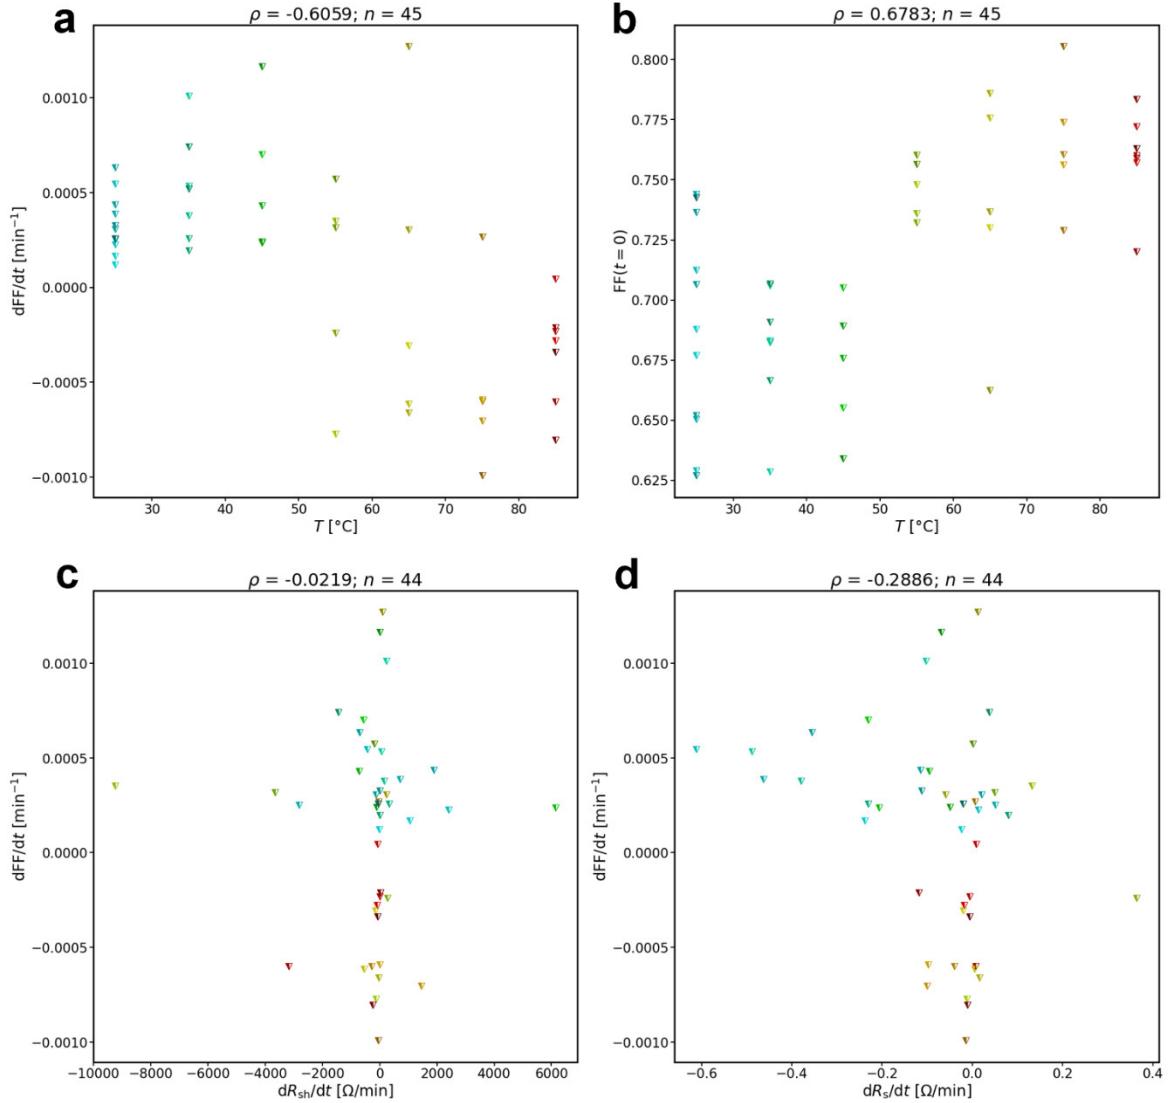 a
ρ = -0.6059; n = 45
0.0010
0.0005
0.0000
−0.0005
−0.0010
dFF/dt [min⁻¹]
30 40 50 60 70 80
T [°C]
b
ρ = 0.6783; n = 45
0.800
0.775
0.750
0.725
0.700
0.675
0.650
0.625
FF(t = 0)
30 40 50 60 70 80
T [°C]
c
ρ = -0.0219; n = 44
0.0010
0.0005
0.0000
−0.0005
−0.0010
dFF/dt [min⁻¹]
−10000 −8000 −6000 −4000 −2000 0 2000 4000 6000
dRsh/dt [Ω/min]
d
ρ = -0.2886; n = 44
0.0010
0.0005
0.0000
−0.0005
−0.0010
dFF/dt [min⁻¹]
−0.6 −0.4 −0.2 0.0 0.2 0.4
dRs/dt [Ω/min]